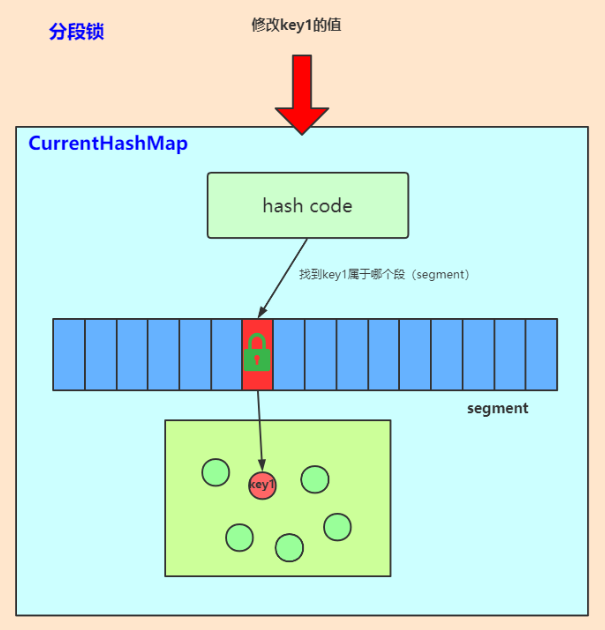 分段锁
修改key1的值
CurrentHashMap
hash code
找到key1属于哪个段（segment）
segment
key1